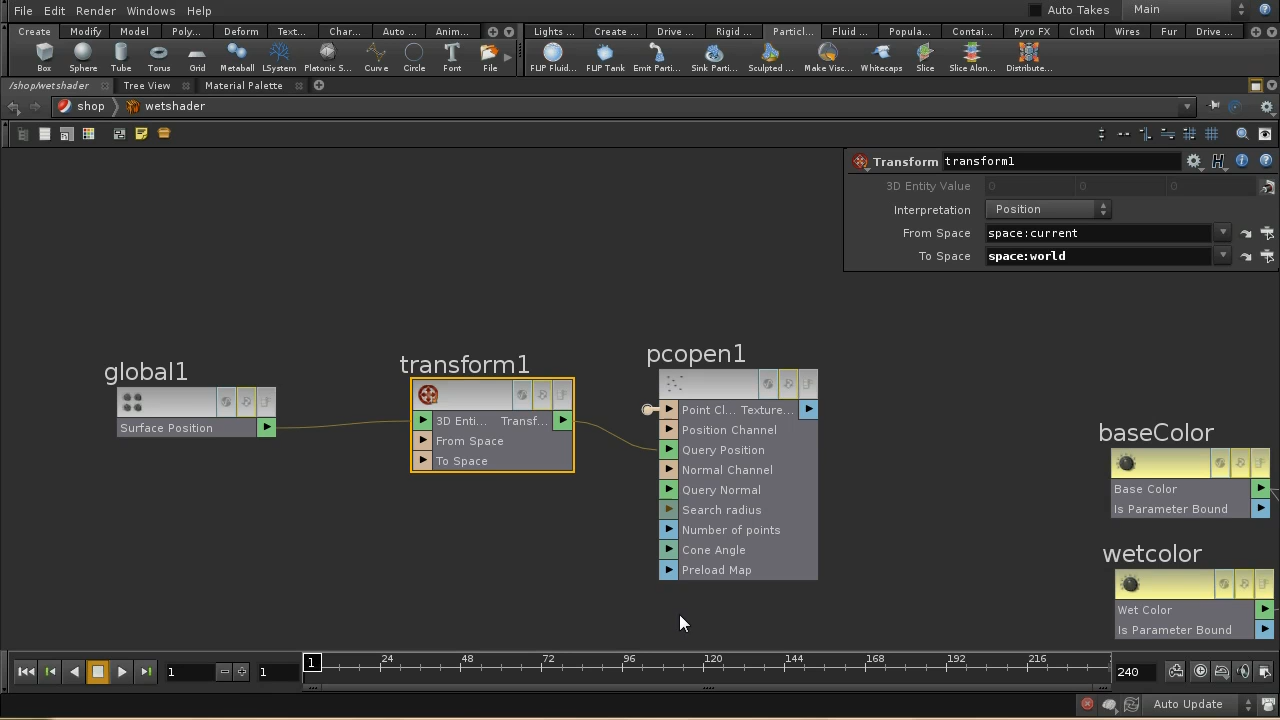 File Edit Render Windows Help
Auto Takes Main
Create Modify Model Poly... Deform Text... Char... Auto ... Anim...
Lights ... Create ... Drive ... Rigid ... Particl... Fluid ... Popula... Contai... Pyro FX Cloth Wires Fur Drive ...
Box Sphere Tube Torus Grid Metaball LSystem Platonic S... Curve Circle Font File
FLIP Fluid... FLIP Tank Emit Parti... Sink Parti... Sculpted ... Make Visc... Whitecaps Slice Slice Alon... Distribute...
/shop/wetshader Tree View Material Palette
shop wetshader
Transform transform1
3D Entity Value 0 0 0
Interpretation Position
From Space space:current
To Space space:world
global1
Surface Position
transform1
3D Enti... Transf...
From Space
To Space
pcopen1
Point Cl... Texture...
Position Channel
Query Position
Normal Channel
Query Normal
Search radius
Number of points
Cone Angle
Preload Map
baseColor
Base Color
Is Parameter Bound
wetcolor
Wet Color
Is Parameter Bound
1 1 1 24 48 72 96 120 144 168 192 216 240
Auto Update